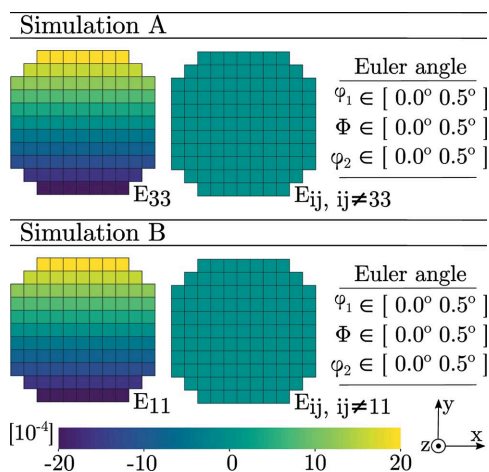 Simulation A
Euler angle
φ1 ∈ [ 0.0° 0.5° ]
Φ ∈ [ 0.0° 0.5° ]
φ2 ∈ [ 0.0° 0.5° ]
E33
Eij, ij≠33
Simulation B
Euler angle
φ1 ∈ [ 0.0° 0.5° ]
Φ ∈ [ 0.0° 0.5° ]
φ2 ∈ [ 0.0° 0.5° ]
E11
Eij, ij≠11
[10-4]
-20 -10 0 10 20
y
z x